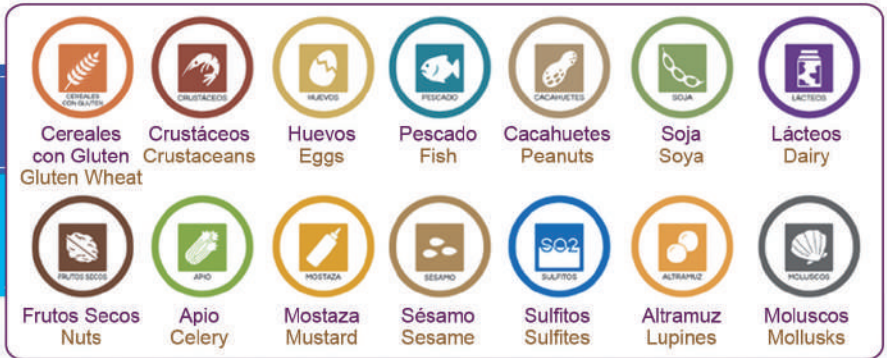 CEREALES
CON GLUTEN
CRUSTÁCEOS
HUEVOS
PESCADO
CACAHUETES
SOJA
LÁCTEOS
Cereales
con Gluten
Gluten Wheat
Crustáceos
Crustaceans
Huevos
Eggs
Pescado
Fish
Cacahuetes
Peanuts
Soja
Soya
Lácteos
Dairy
FRUTOS SECOS
APIO
MOSTAZA
SÉSAMO
SO2
SULFITOS
ALTRAMUZ
MOLUSCOS
Frutos Secos
Nuts
Apio
Celery
Mostaza
Mustard
Sésamo
Sesame
Sulfitos
Sulfites
Altramuz
Lupines
Moluscos
Mollusks